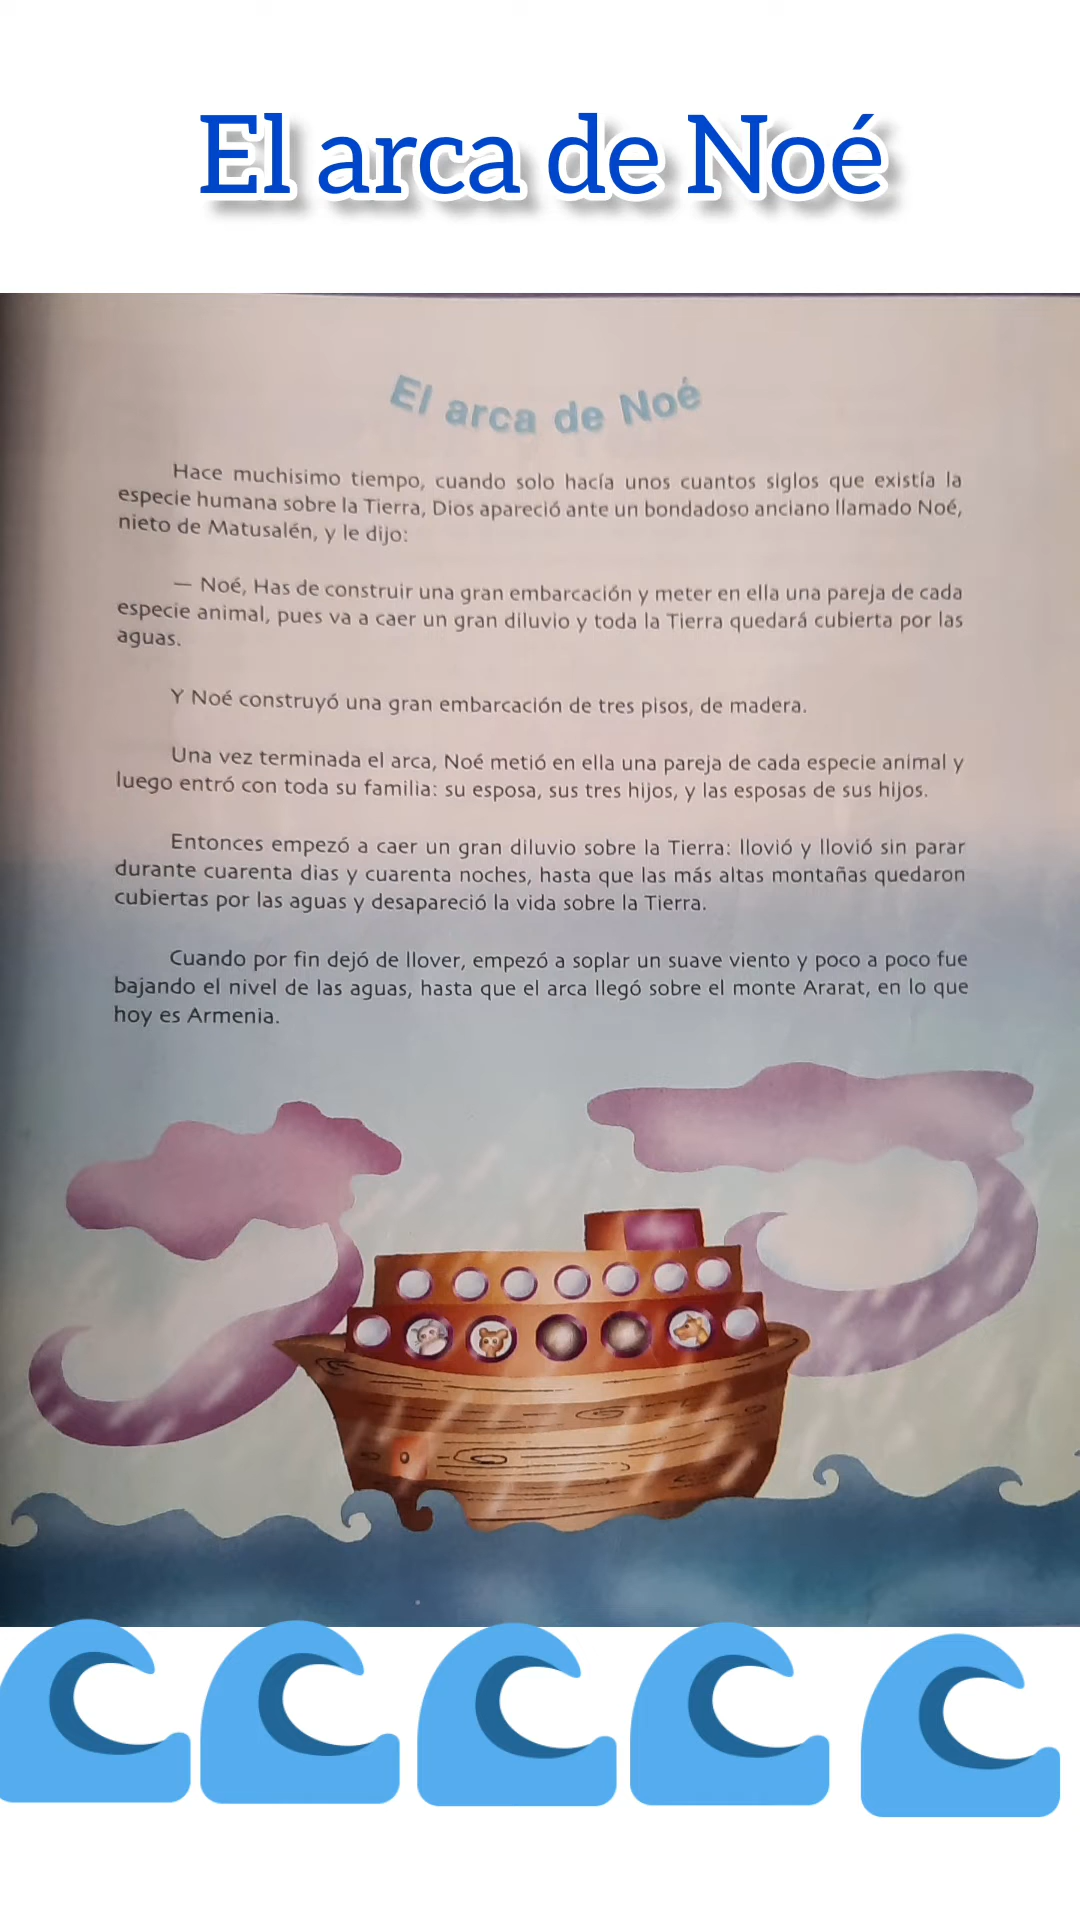 El arca de Noé
El arca de Noé
Hace muchisimo tiempo, cuando solo hacía unos cuantos siglos que existía la
especie humana sobre la Tierra, Dios apareció ante un bondadoso anciano llamado Noé,
nieto de Matusalén, y le dijo:
— Noé, Has de construir una gran embarcación y meter en ella una pareja de cada
especie animal, pues va a caer un gran diluvio y toda la Tierra quedará cubierta por las
aguas.
Y Noé construyó una gran embarcación de tres pisos, de madera.
Una vez terminada el arca, Noé metió en ella una pareja de cada especie animal y
luego entró con toda su familia: su esposa, sus tres hijos, y las esposas de sus hijos.
Entonces empezó a caer un gran diluvio sobre la Tierra: llovió y llovió sin parar
durante cuarenta dias y cuarenta noches, hasta que las más altas montañas quedaron
cubiertas por las aguas y desapareció la vida sobre la Tierra.
Cuando por fin dejó de llover, empezó a soplar un suave viento y poco a poco fue
bajando el nivel de las aguas, hasta que el arca llegó sobre el monte Ararat, en lo que
hoy es Armenia.